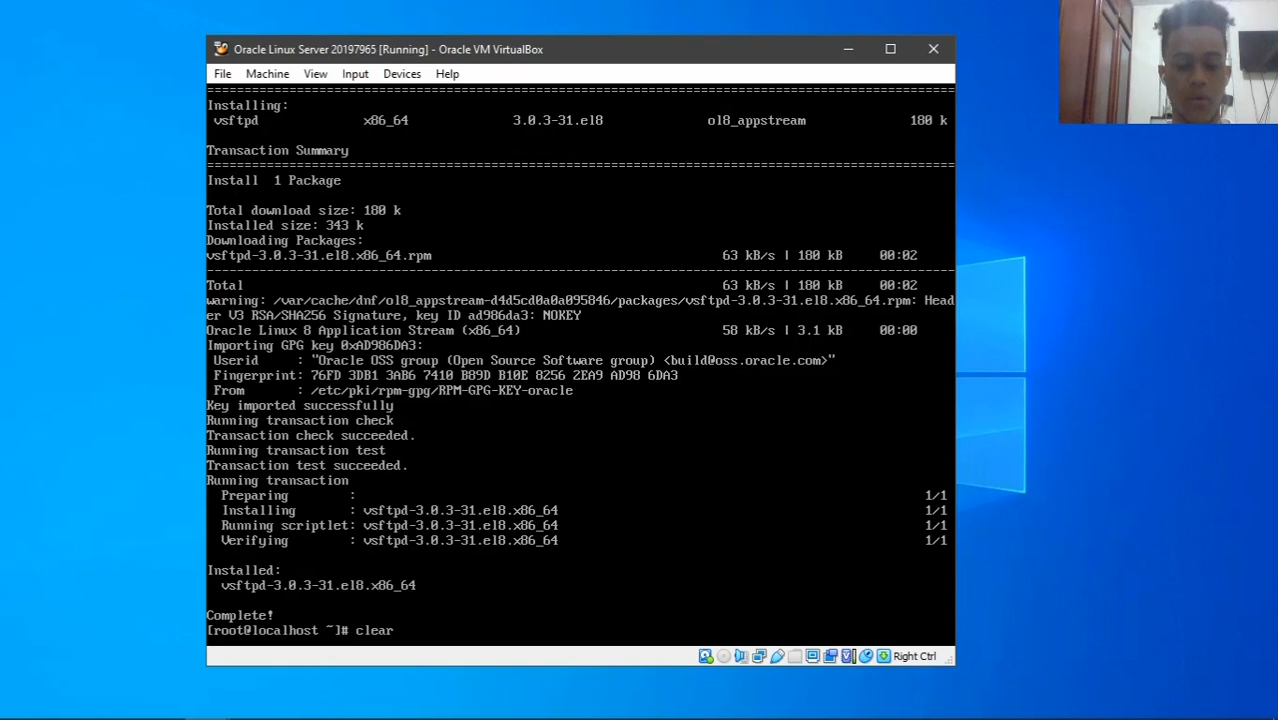 Oracle Linux Server 20197965 [Running] - Oracle VM VirtualBox
File Machine View Input Devices Help
================================================================================
Installing:
vsftpd x86_64 3.0.3-31.el8 ol8_appstream 180 k
Transaction Summary
================================================================================
Install 1 Package
Total download size: 180 k
Installed size: 343 k
Downloading Packages:
vsftpd-3.0.3-31.el8.x86_64.rpm 63 kB/s | 180 kB 00:02
--------------------------------------------------------------------------------
Total 63 kB/s | 180 kB 00:02
warning: /var/cache/dnf/ol8_appstream-d4d5cd0a0a095846/packages/vsftpd-3.0.3-31.el8.x86_64.rpm: Head
er V3 RSA/SHA256 Signature, key ID ad986da3: NOKEY
Oracle Linux 8 Application Stream (x86_64) 58 kB/s | 3.1 kB 00:00
Importing GPG key 0xAD986DA3:
Userid : "Oracle OSS group (Open Source Software group) <build@oss.oracle.com>"
Fingerprint: 76FD 3DB1 3AB6 7410 B89D B10E 8256 2EA9 AD98 6DA3
From : /etc/pki/rpm-gpg/RPM-GPG-KEY-oracle
Key imported successfully
Running transaction check
Transaction check succeeded.
Running transaction test
Transaction test succeeded.
Running transaction
Preparing : 1/1
Installing : vsftpd-3.0.3-31.el8.x86_64 1/1
Running scriptlet: vsftpd-3.0.3-31.el8.x86_64 1/1
Verifying : vsftpd-3.0.3-31.el8.x86_64 1/1
Installed:
vsftpd-3.0.3-31.el8.x86_64
Complete!
[root@localhost ~]# clear
Right Ctrl